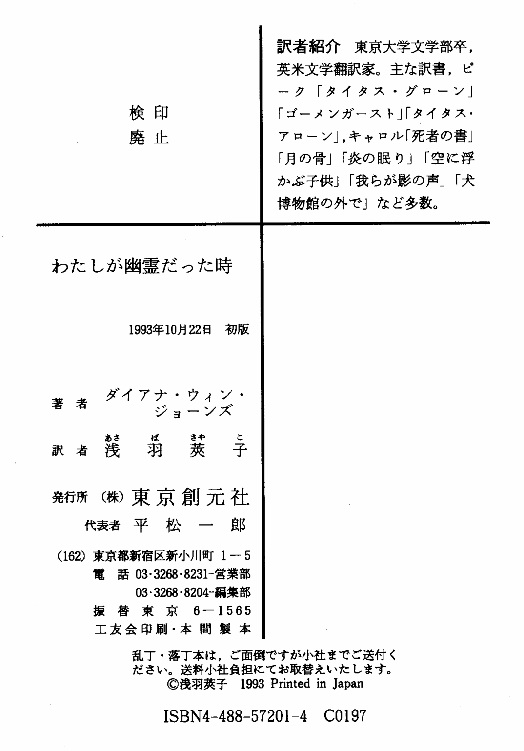 検印
廃止
訳者紹介　東京大学文学部卒，
英米文学翻訳家。主な訳書，ピ
ーク「タイタス・グローン」
「ゴーメンガースト」「タイタス・
アローン」，キャロル「死者の書」
「月の骨」「炎の眠り」「空に浮
かぶ子供」「我らが影の声」「犬
博物館の外で」など多数。
わたしが幽霊だった時
1993年10月22日　初版
著者　ダイアナ・ウィン・
ジョーンズ
あさ　ば　さや　こ
訳者　浅羽莢子
発行所　（株）東京創元社
代表者　平松一郎
（162）東京都新宿区新小川町 1－5
電話 03･3268･8231-営業部
03･3268･8204-編集部
振替　東京　6－1565
工友会印刷・本間製本
乱丁・落丁本は，ご面倒ですが小社までご送付く
ださい。送料小社負担にてお取替えいたします。
©浅羽莢子　1993 Printed in Japan
ISBN4-488-57201-4　C0197